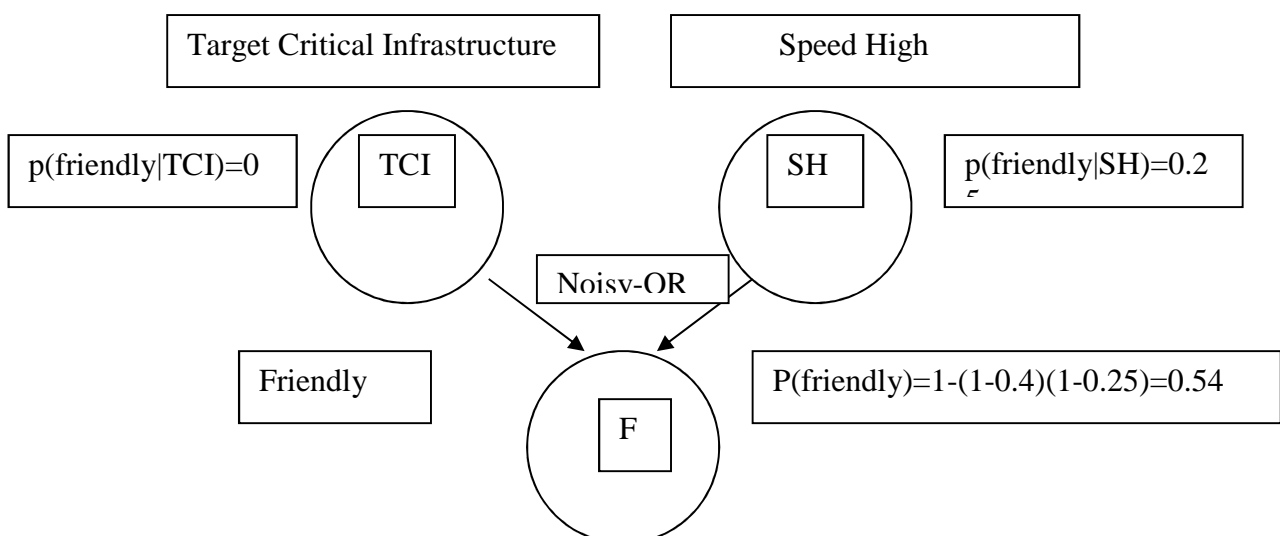 Target Critical Infrastructure
Speed High
p(friendly|TCI)=0
TCI
SH
p(friendly|SH)=0.2
Noisy-OR
Friendly
P(friendly)=1-(1-0.4)(1-0.25)=0.54
F